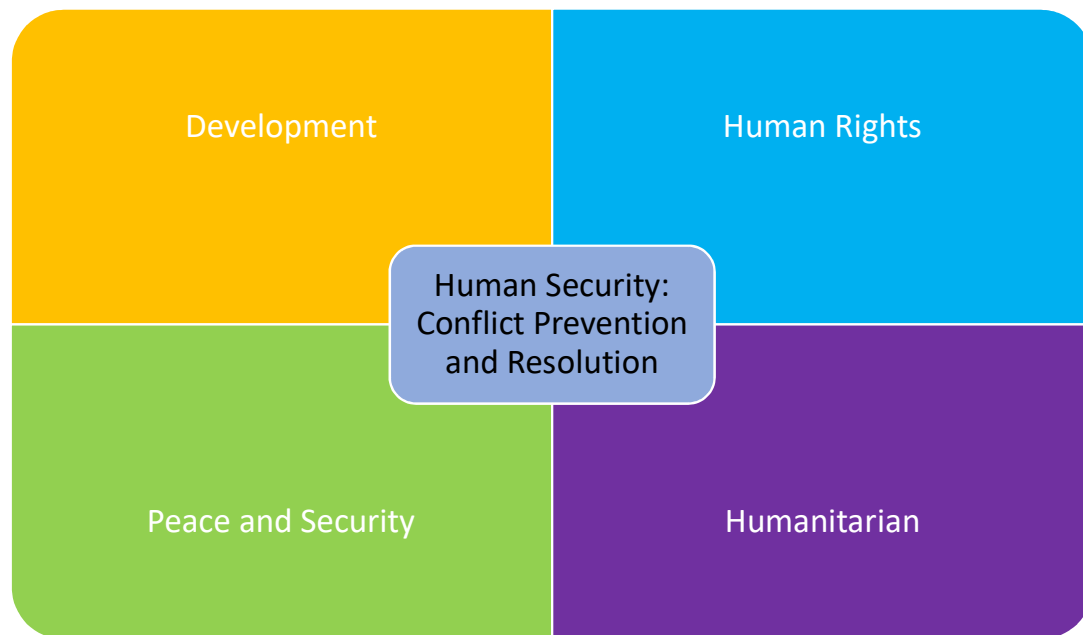 Development
Human Rights
Human Security:
Conflict Prevention
and Resolution
Peace and Security
Humanitarian